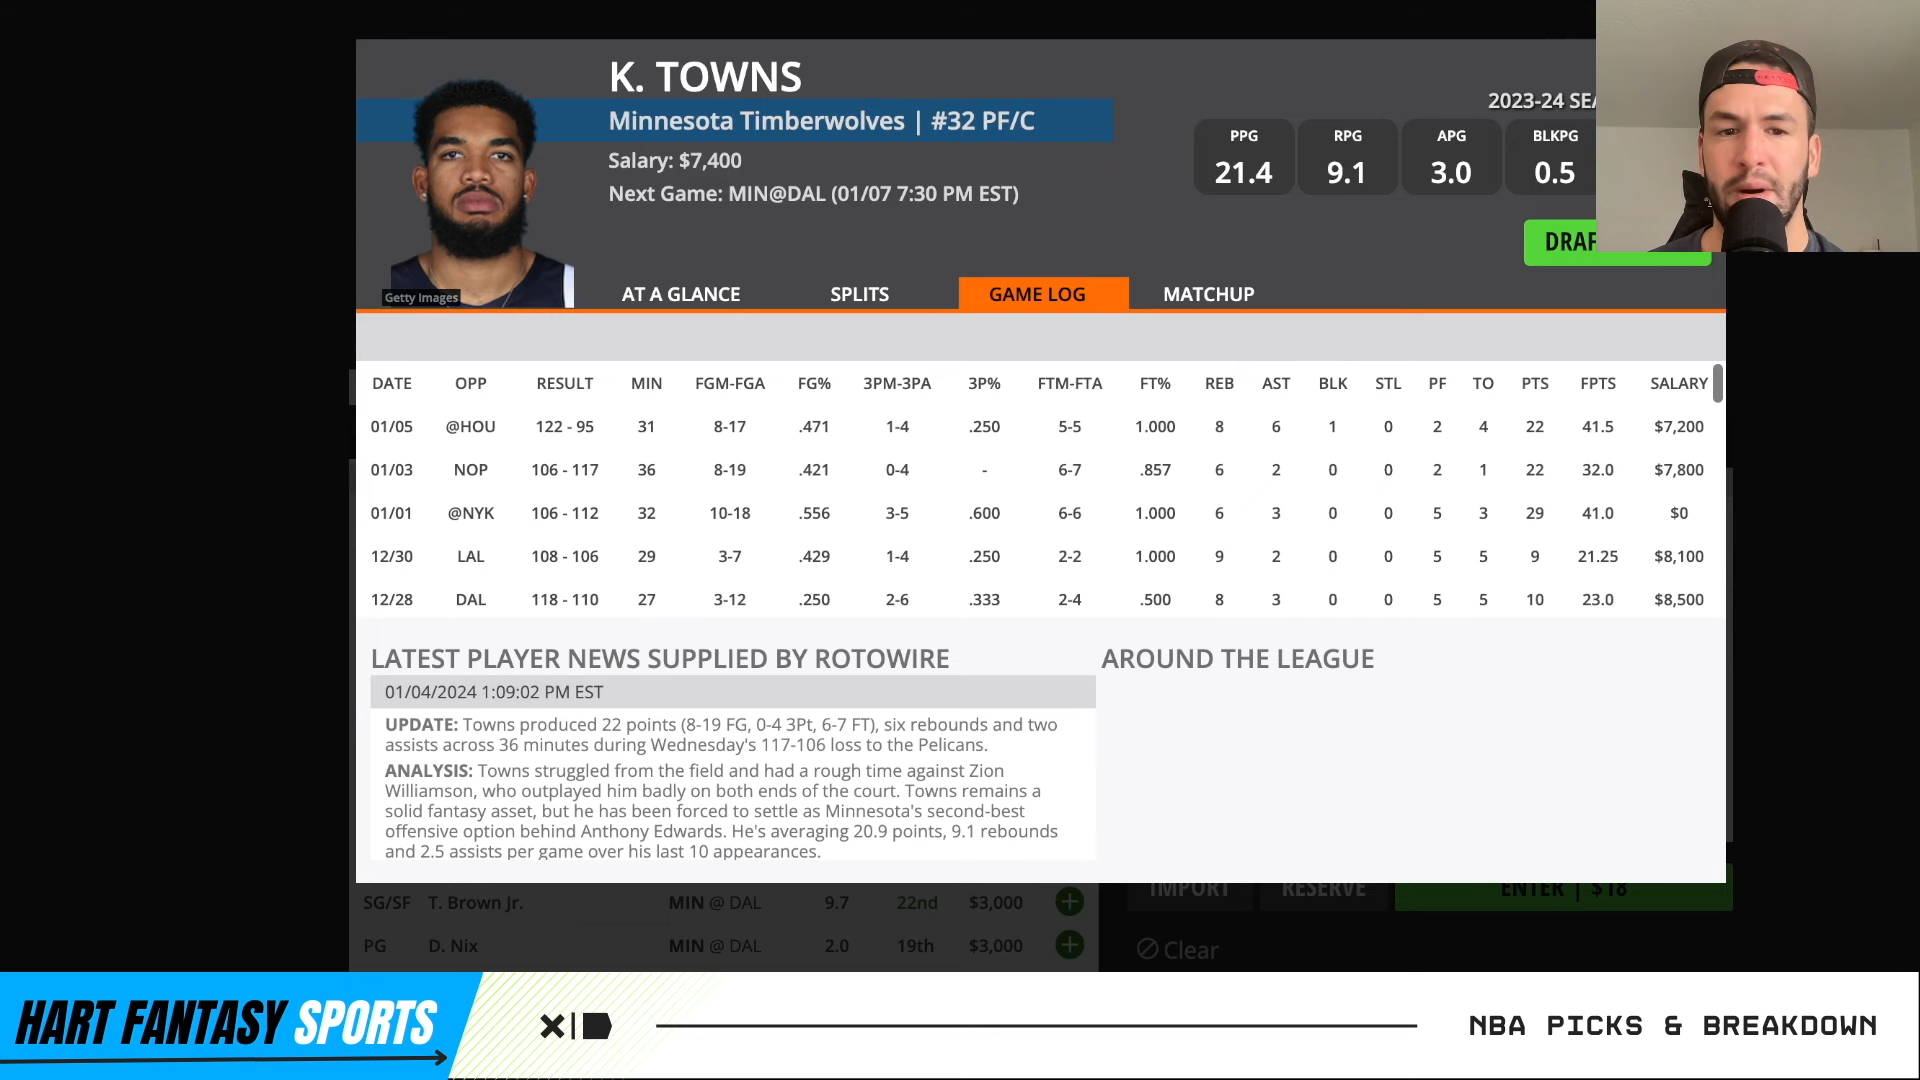 K. TOWNS
Minnesota Timberwolves | #32 PF/C
Salary: $7,400
Next Game: MIN@DAL (01/07 7:30 PM EST)
2023-24 SEA
PPG RPG APG BLKPG
21.4 9.1 3.0 0.5
DRAF
Getty Images
AT A GLANCE SPLITS GAME LOG MATCHUP
DATE OPP RESULT MIN FGM-FGA FG% 3PM-3PA 3P% FTM-FTA FT% REB AST BLK STL PF TO PTS FPTS SALARY
01/05 @HOU 122 - 95 31 8-17 .471 1-4 .250 5-5 1.000 8 6 1 0 2 4 22 41.5 $7,200
01/03 NOP 106 - 117 36 8-19 .421 0-4 - 6-7 .857 6 2 0 0 2 1 22 32.0 $7,800
01/01 @NYK 106 - 112 32 10-18 .556 3-5 .600 6-6 1.000 6 3 0 0 5 3 29 41.0 $0
12/30 LAL 108 - 106 29 3-7 .429 1-4 .250 2-2 1.000 9 2 0 0 5 5 9 21.25 $8,100
12/28 DAL 118 - 110 27 3-12 .250 2-6 .333 2-4 .500 8 3 0 0 5 5 10 23.0 $8,500
LATEST PLAYER NEWS SUPPLIED BY ROTOWIRE
AROUND THE LEAGUE
01/04/2024 1:09:02 PM EST
UPDATE: Towns produced 22 points (8-19 FG, 0-4 3Pt, 6-7 FT), six rebounds and two
assists across 36 minutes during Wednesday's 117-106 loss to the Pelicans.
ANALYSIS: Towns struggled from the field and had a rough time against Zion
Williamson, who outplayed him badly on both ends of the court. Towns remains a
solid fantasy asset, but he has been forced to settle as Minnesota's second-best
offensive option behind Anthony Edwards. He's averaging 20.9 points, 9.1 rebounds
and 2.5 assists per game over his last 10 appearances.
IMPORT RESERVE ENTER | $18
SG/SF T. Brown Jr. MIN @ DAL 9.7 22nd $3,000
PG D. Nix MIN @ DAL 2.0 19th $3,000
Clear
HART FANTASY SPORTS
NBA PICKS & BREAKDOWN